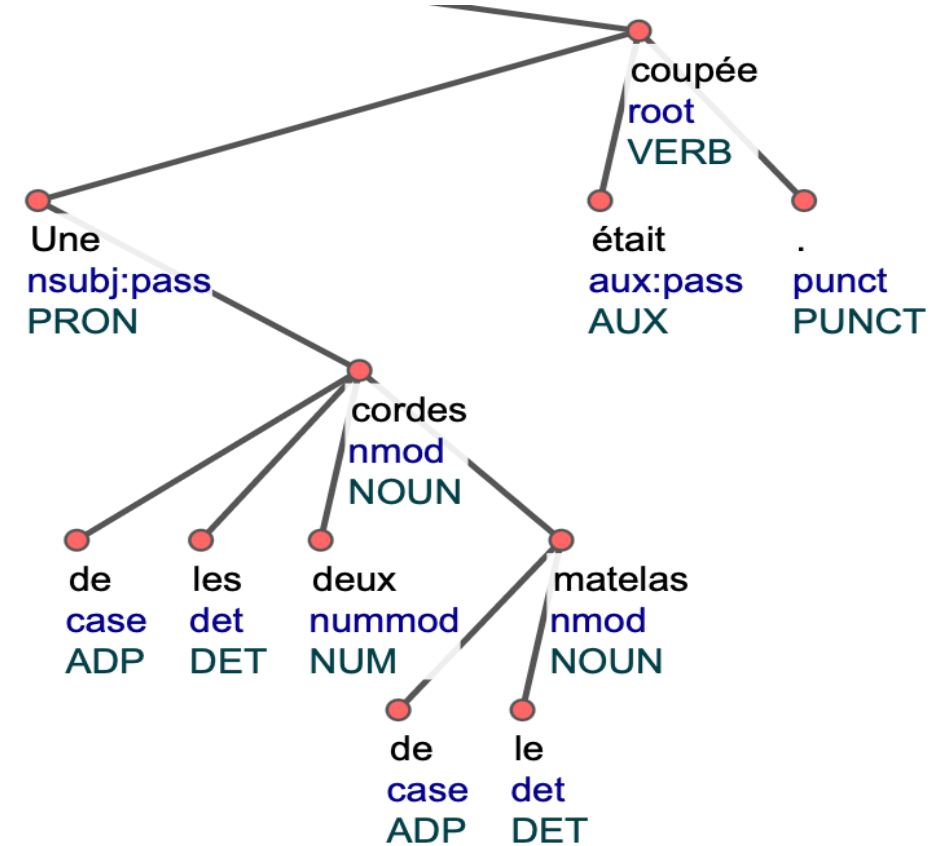 coupée
root
VERB
Une
nsubj:pass
PRON
était
aux:pass
AUX
.
punct
PUNCT
cordes
nmod
NOUN
de
case
ADP
les
det
DET
deux
nummod
NUM
matelas
nmod
NOUN
de
case
ADP
le
det
DET